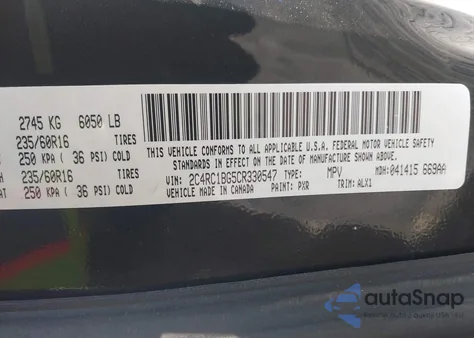 2745 KG 6050 LB
235/60R16 TIRES
250 KPA ( 36 PSI) COLD
235/60R16 TIRES
250 KPA ( 36 PSI) COLD
THIS VEHICLE CONFORMS TO ALL APPLICABLE U.S.A. FEDERAL MOTOR VEHICLE SAFETY
STANDARDS IN EFFECT ON THE DATE OF MANUFACTURE SHOWN ABOVE.
VIN: 2C4RC1BG5CR330547 TYPE: MPV MDH: 041415 669AA
VEHICLE MADE IN CANADA PAINT: PXR TRIM: ALX1
autoSnap